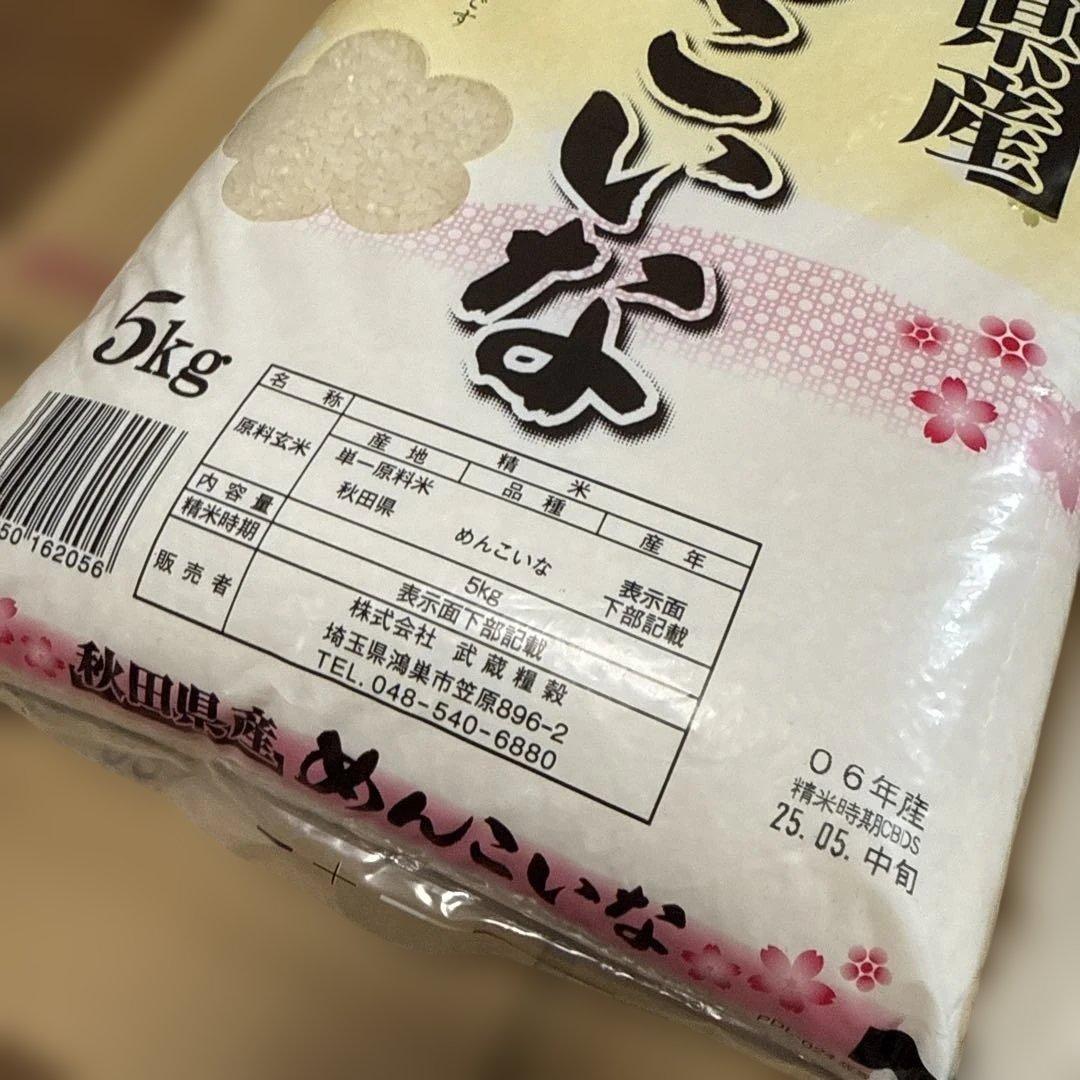 県産
こいな
です
5kg
50 162056
名称 精米
原料玄米 産地 品種 産年
単一原料米
秋田県 めんこいな 表示面
下部記載
内容量 5kg
精米時期 表示面下部記載
販売者 株式会社 武蔵糧穀
埼玉県鴻巣市笠原896-2
TEL.048-540-6880
06年産
精米時期CBDS
25.05.中旬
秋田県産 めんこいな